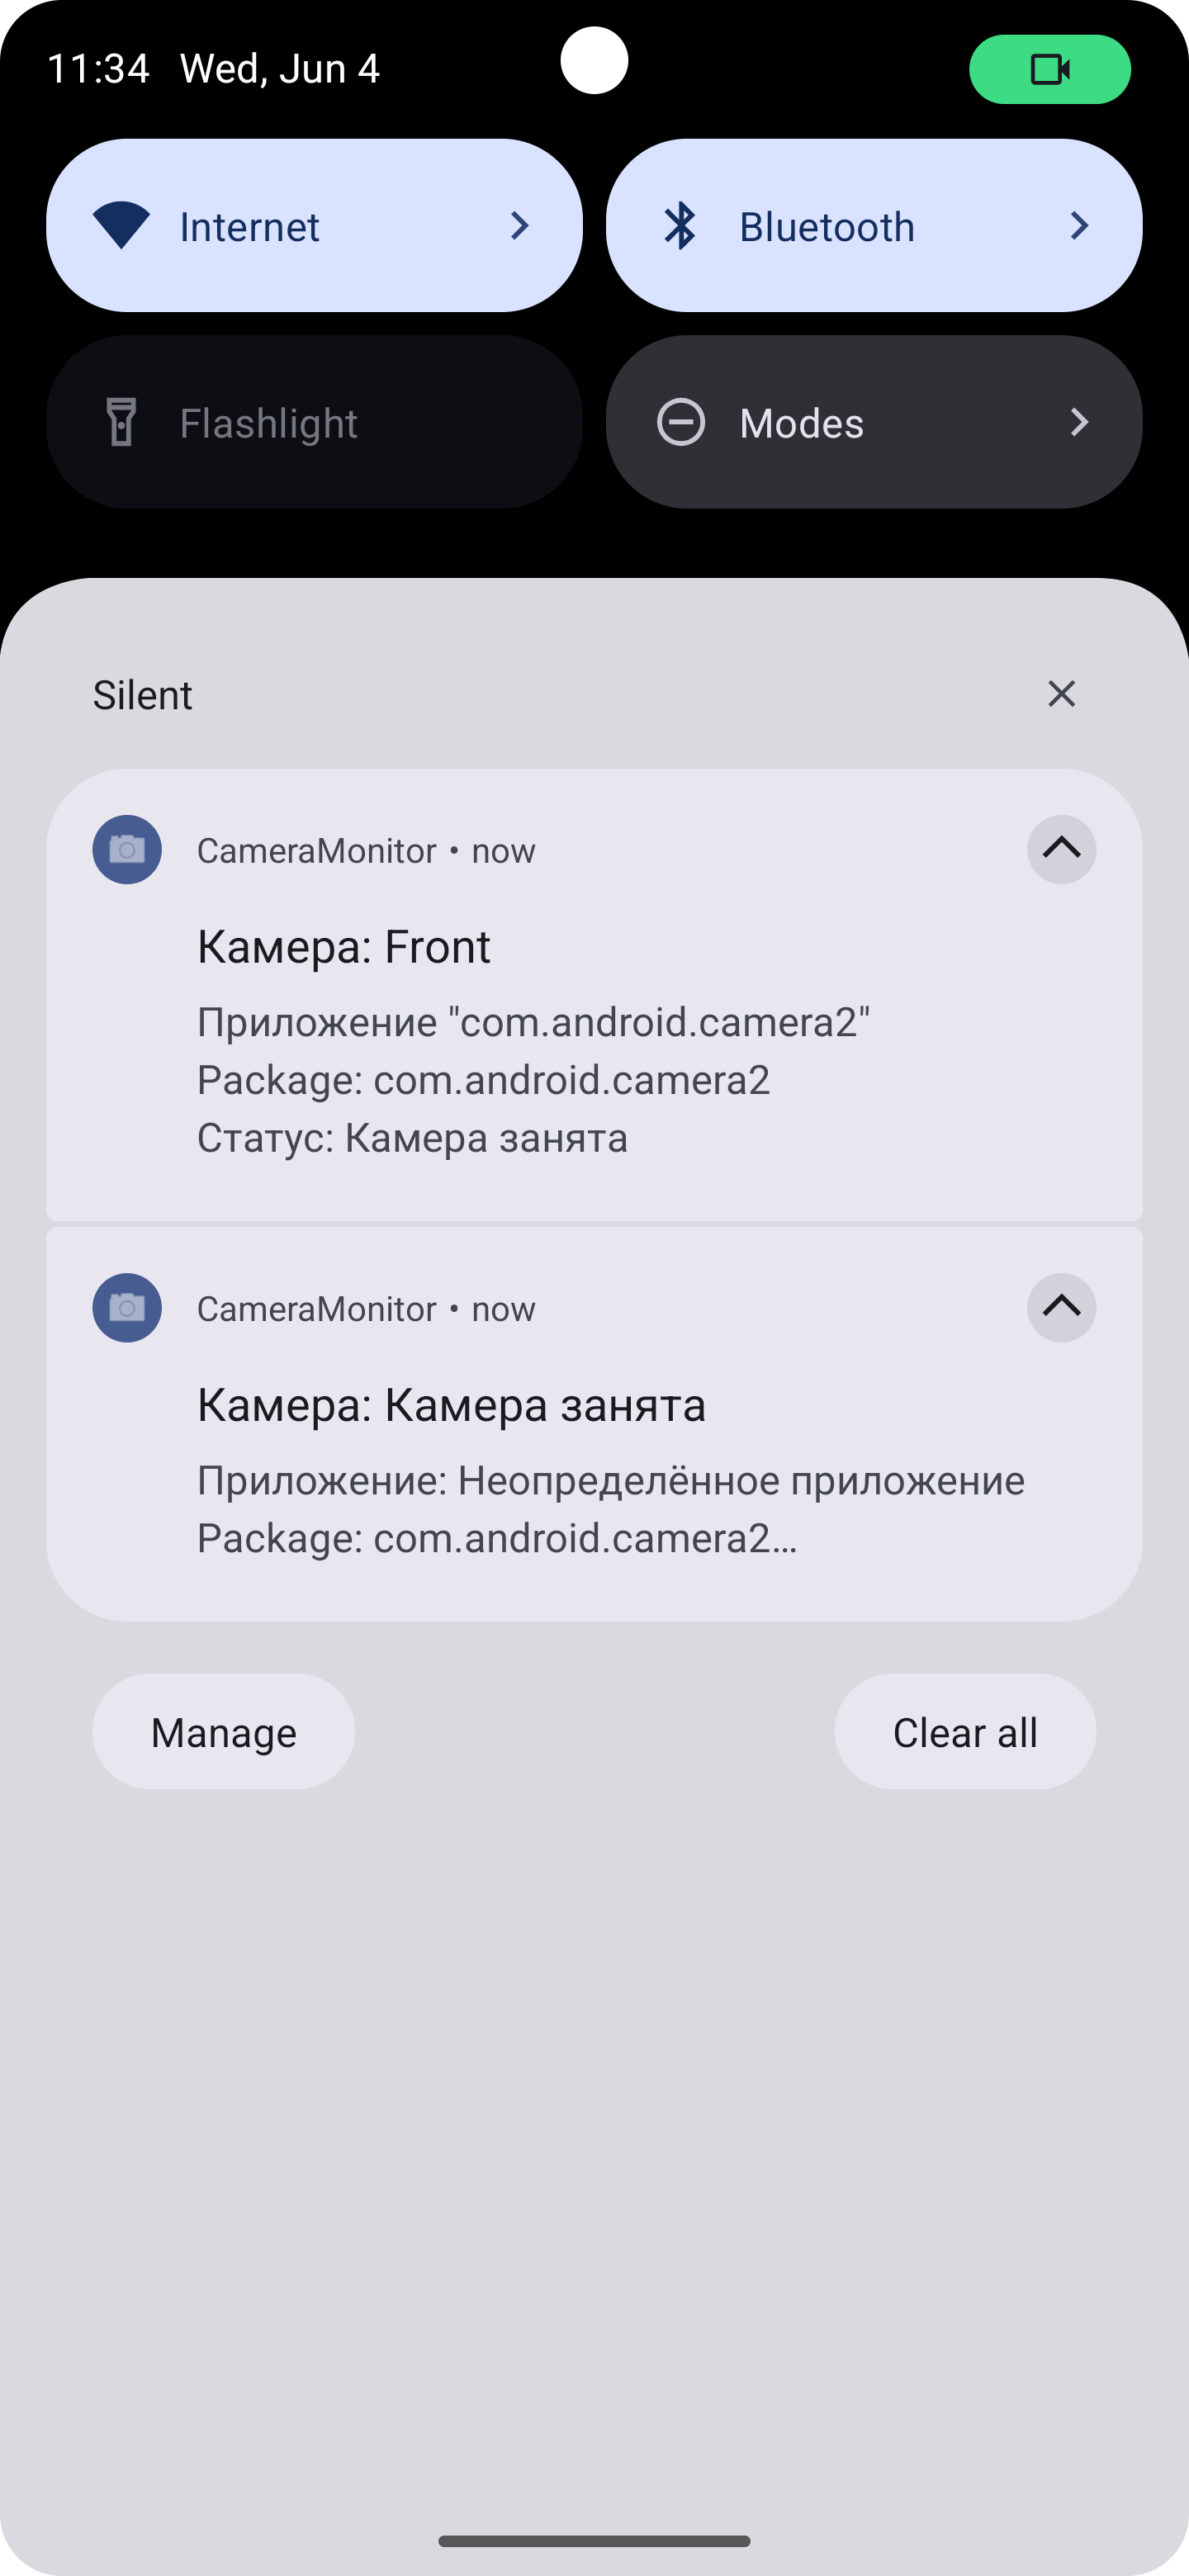 11:34 Wed, Jun 4
Internet
Bluetooth
Flashlight
Modes
Silent
CameraMonitor • now
Камера: Front
Приложение "com.android.camera2"
Package: com.android.camera2
Статус: Камера занята
CameraMonitor • now
Камера: Камера занята
Приложение: Неопределённое приложение
Package: com.android.camera2…
Manage
Clear all